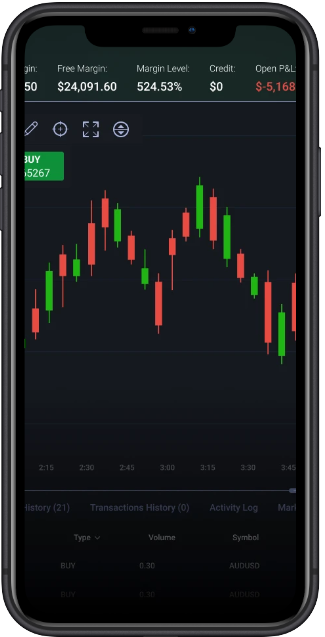 gin: Free Margin: Margin Level: Credit: Open P&L:
50 $24,091.60 524.53% $0 $-5,168
BUY
5267
2:15 2:30 2:45 3:00 3:15 3:30 3:45
History (21) Transactions History (0) Activity Log Mar
Type Volume Symbol
BUY 0.30 AUDUSD
BUY 0.30 AUDUSD